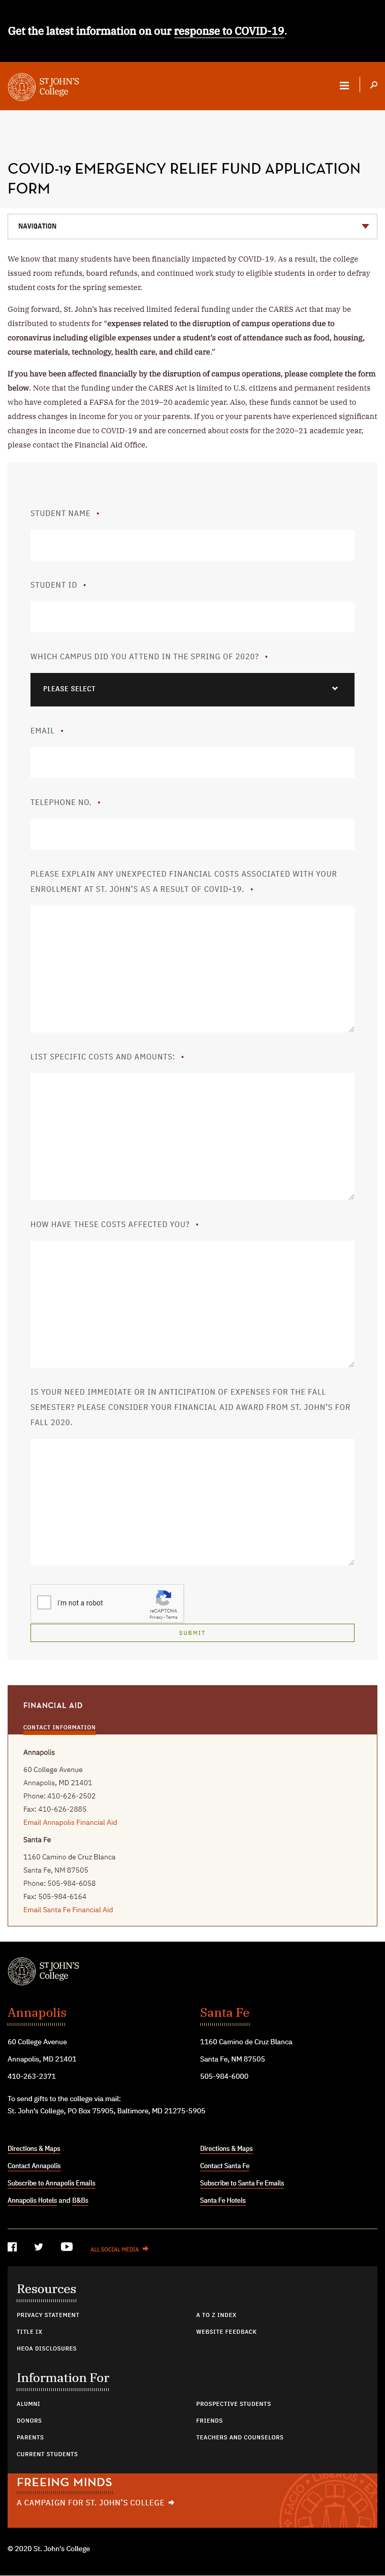 Get the latest information on our response to COVID-19.
ST JOHN'S
College
COVID-19 EMERGENCY RELIEF FUND APPLICATION
FORM
NAVIGATION
We know that many students have been financially impacted by COVID-19. As a result, the college
issued room refunds, board refunds, and continued work study to eligible students in order to defray
student costs for the spring semester.
Going forward, St. John's has received limited federal funding under the CARES Act that may be
distributed to students for "expenses related to the disruption of campus operations due to
coronavirus including eligible expenses under a student's cost of attendance such as food, housing,
course materials, technology, health care, and child care."
If you have been affected financially by the disruption of campus operations, please complete the form
below. Note that the funding under the CARES Act is limited to U.S. citizens and permanent residents
who have completed a FAFSA for the 2019–20 academic year. Also, these funds cannot be used to
address changes in income for you or your parents. If you or your parents have experienced significant
changes in income due to COVID-19 and are concerned about costs for the 2020–21 academic year,
please contact the Financial Aid Office.
STUDENT NAME *
STUDENT ID *
WHICH CAMPUS DID YOU ATTEND IN THE SPRING OF 2020? *
PLEASE SELECT
EMAIL *
TELEPHONE NO. *
PLEASE EXPLAIN ANY UNEXPECTED FINANCIAL COSTS ASSOCIATED WITH YOUR
ENROLLMENT AT ST. JOHN'S AS A RESULT OF COVID-19. *
LIST SPECIFIC COSTS AND AMOUNTS: *
HOW HAVE THESE COSTS AFFECTED YOU? *
IS YOUR NEED IMMEDIATE OR IN ANTICIPATION OF EXPENSES FOR THE FALL
SEMESTER? PLEASE CONSIDER YOUR FINANCIAL AID AWARD FROM ST. JOHN'S FOR
FALL 2020.
I'm not a robot
reCAPTCHA
Privacy - Terms
SUBMIT
FINANCIAL AID
CONTACT INFORMATION
Annapolis
60 College Avenue
Annapolis, MD 21401
Phone: 410-626-2502
Fax: 410-626-2885
Email Annapolis Financial Aid
Santa Fe
1160 Camino de Cruz Blanca
Santa Fe, NM 87505
Phone: 505-984-6058
Fax: 505-984-6164
Email Santa Fe Financial Aid
ST JOHN'S
College
Annapolis
60 College Avenue
Annapolis, MD 21401
410-263-2371
Santa Fe
1160 Camino de Cruz Blanca
Santa Fe, NM 87505
505-984-6000
To send gifts to the college via mail:
St. John's College, PO Box 75905, Baltimore, MD 21275-5905
Directions & Maps
Contact Annapolis
Subscribe to Annapolis Emails
Annapolis Hotels and B&Bs
Directions & Maps
Contact Santa Fe
Subscribe to Santa Fe Emails
Santa Fe Hotels
ALL SOCIAL MEDIA
Resources
PRIVACY STATEMENT
TITLE IX
HEOA DISCLOSURES
A TO Z INDEX
WEBSITE FEEDBACK
Information For
ALUMNI
DONORS
PARENTS
CURRENT STUDENTS
PROSPECTIVE STUDENTS
FRIENDS
TEACHERS AND COUNSELORS
FREEING MINDS
A CAMPAIGN FOR ST. JOHN'S COLLEGE
© 2020 St. John's College